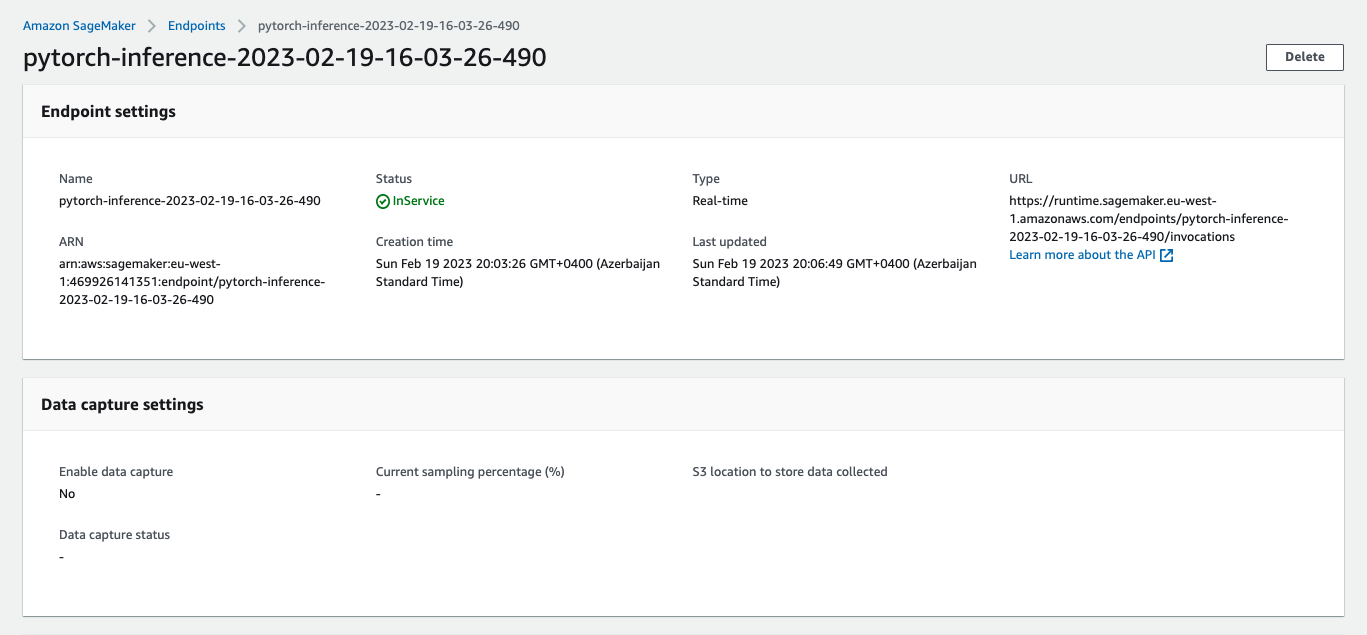 Amazon SageMaker > Endpoints > pytorch-inference-2023-02-19-16-03-26-490
pytorch-inference-2023-02-19-16-03-26-490
Delete
Endpoint settings
Name
pytorch-inference-2023-02-19-16-03-26-490
Status
InService
Type
Real-time
URL
https://runtime.sagemaker.eu-west-
1.amazonaws.com/endpoints/pytorch-inference-
2023-02-19-16-03-26-490/invocations
Learn more about the API
ARN
arn:aws:sagemaker:eu-west-
1:469926141351:endpoint/pytorch-inference-
2023-02-19-16-03-26-490
Creation time
Sun Feb 19 2023 20:03:26 GMT+0400 (Azerbaijan
Standard Time)
Last updated
Sun Feb 19 2023 20:06:49 GMT+0400 (Azerbaijan
Standard Time)
Data capture settings
Enable data capture
No
Current sampling percentage (%)
-
S3 location to store data collected
Data capture status
-